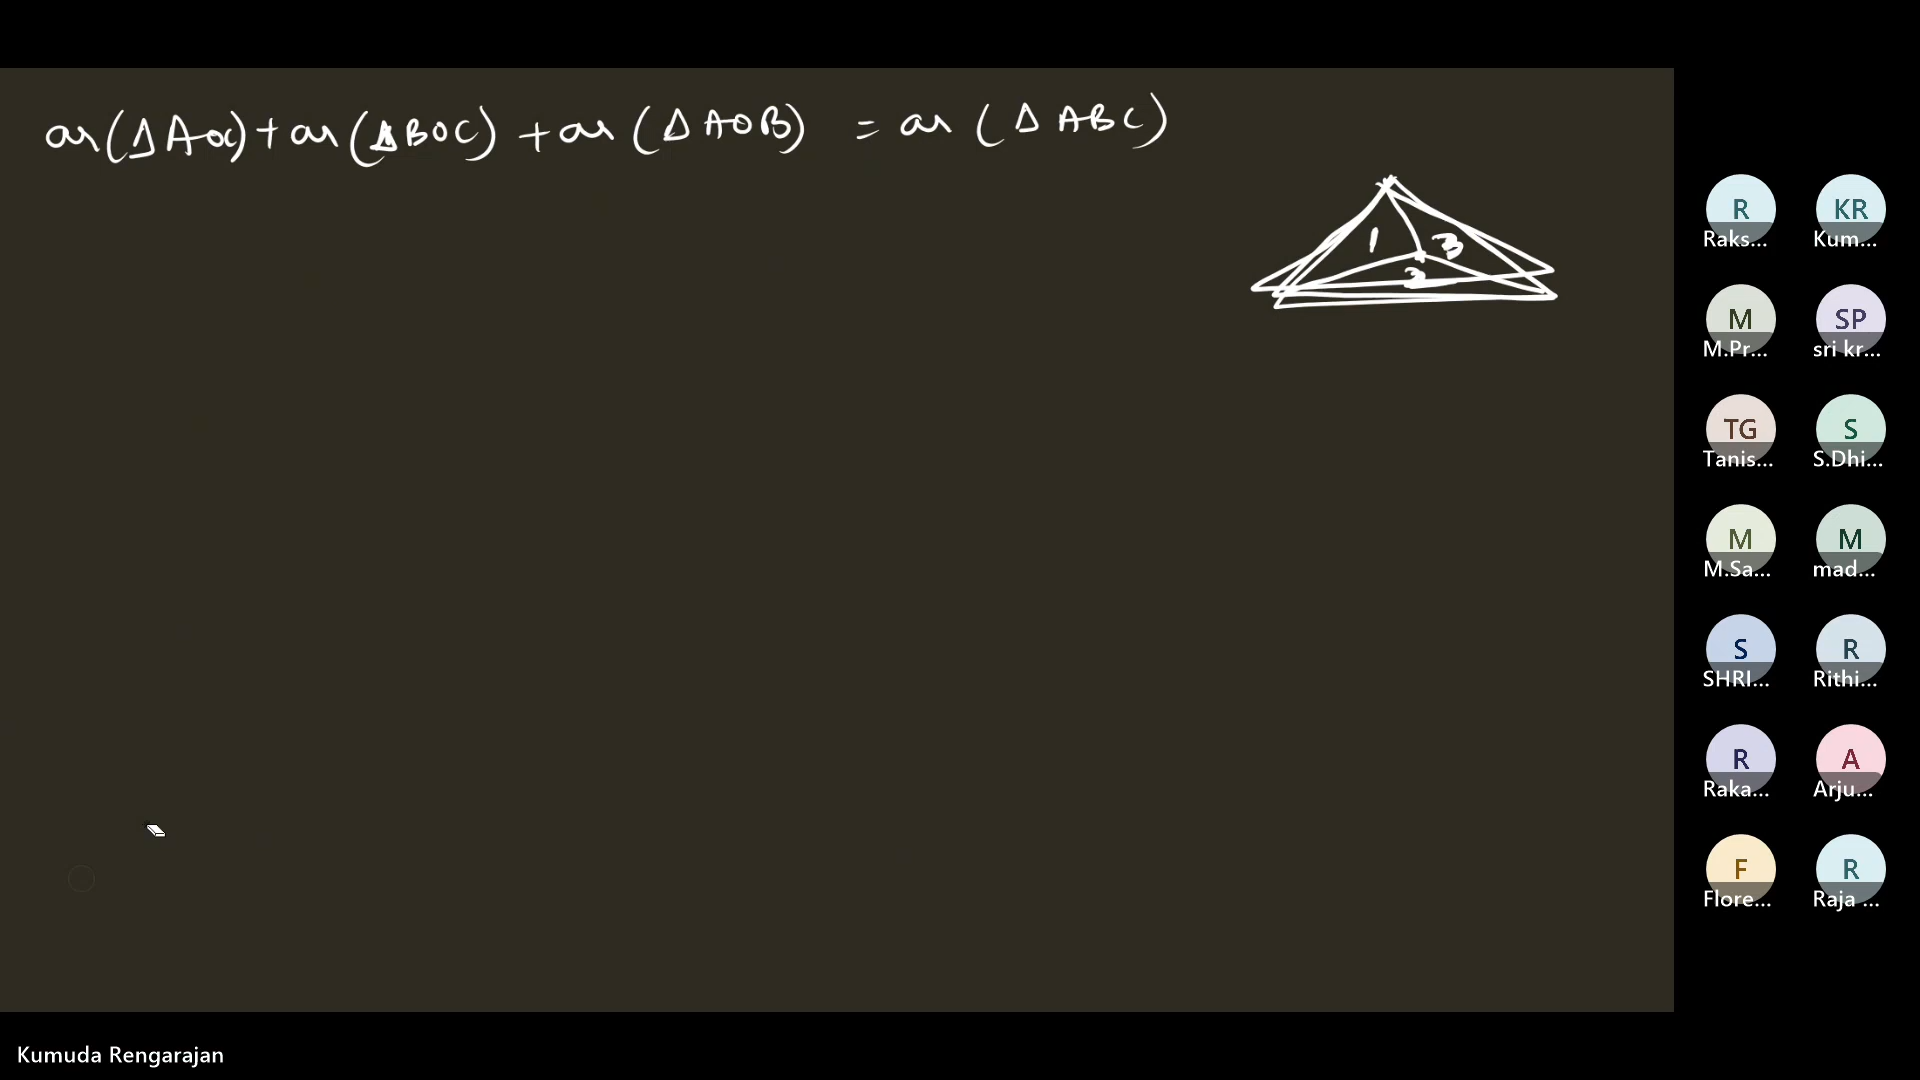 ar(ΔAOC)+ar(ΔBOC) +ar (ΔAOB) = ar (ΔABC)
1 3
2
R KR
Raks... Kum...
M SP
M.Pr... sri kr...
TG S
Tanis... S.Dhi...
M M
M.Sa... mad...
S R
SHRI... Rithi...
R A
Raka... Arju...
F R
Flore... Raja ...
Kumuda Rengarajan